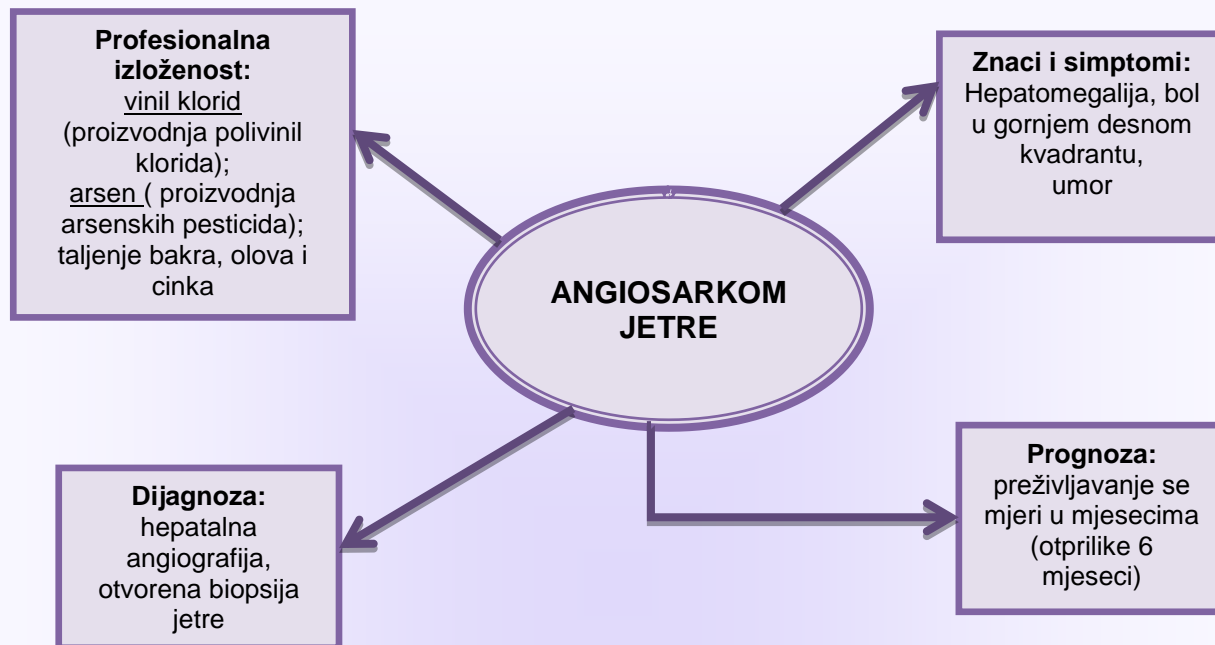 Profesionalna
izloženost:
vinil klorid
(proizvodnja polivinil
klorida);
arsen ( proizvodnja
arsenskih pesticida);
taljenje bakra, olova i
cinka
Znaci i simptomi:
Hepatomegalija, bol
u gornjem desnom
kvadrantu,
umor
ANGIOSARKOM
JETRE
Dijagnoza:
hepatalna
angiografija,
otvorena biopsija
jetre
Prognoza:
preživljavanje se
mjeri u mjesecima
(otprilike 6
mjeseci)